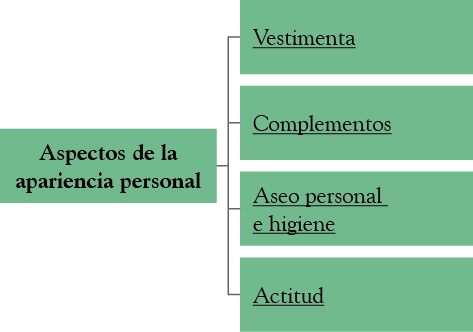 Aspectos de la
apariencia personal
Vestimenta
Complementos
Aseo personal
e higiene
Actitud